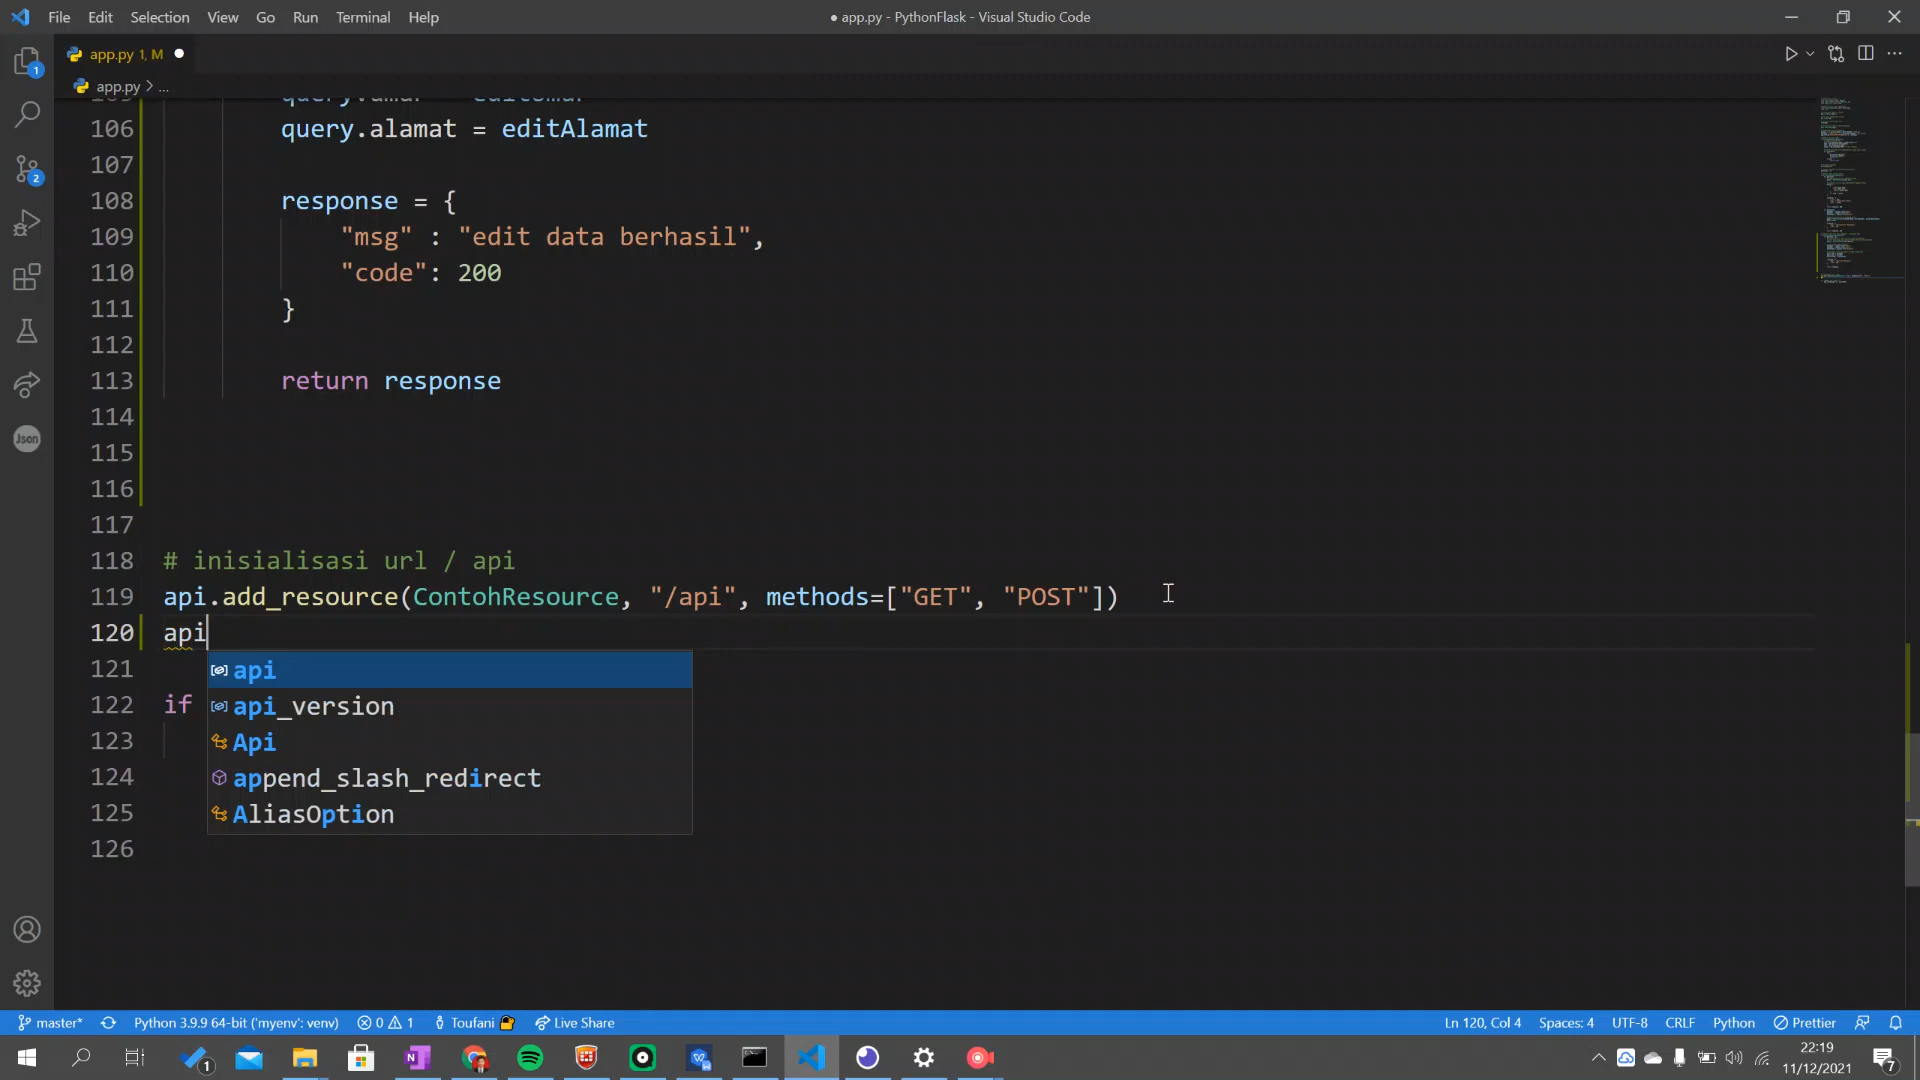 File Edit Selection View Go Run Terminal Help
● app.py - PythonFlask - Visual Studio Code
app.py 1, M
app.py > ...
106 query.alamat = editAlamat
107
108 response = {
109 "msg" : "edit data berhasil",
110 "code": 200
111 }
112
113 return response
114
115
116
117
118 # inisialisasi url / api
119 api.add_resource(ContohResource, "/api", methods=["GET", "POST"])
120 api
121 api
122 if api_version
123 Api
124 append_slash_redirect
125 AliasOption
126
1
2
Json
master* Python 3.9.9 64-bit ('myenv': venv) 0 1 Toufani Live Share Ln 120, Col 4 Spaces: 4 UTF-8 CRLF Python Prettier
1
22:19
11/12/2021
7